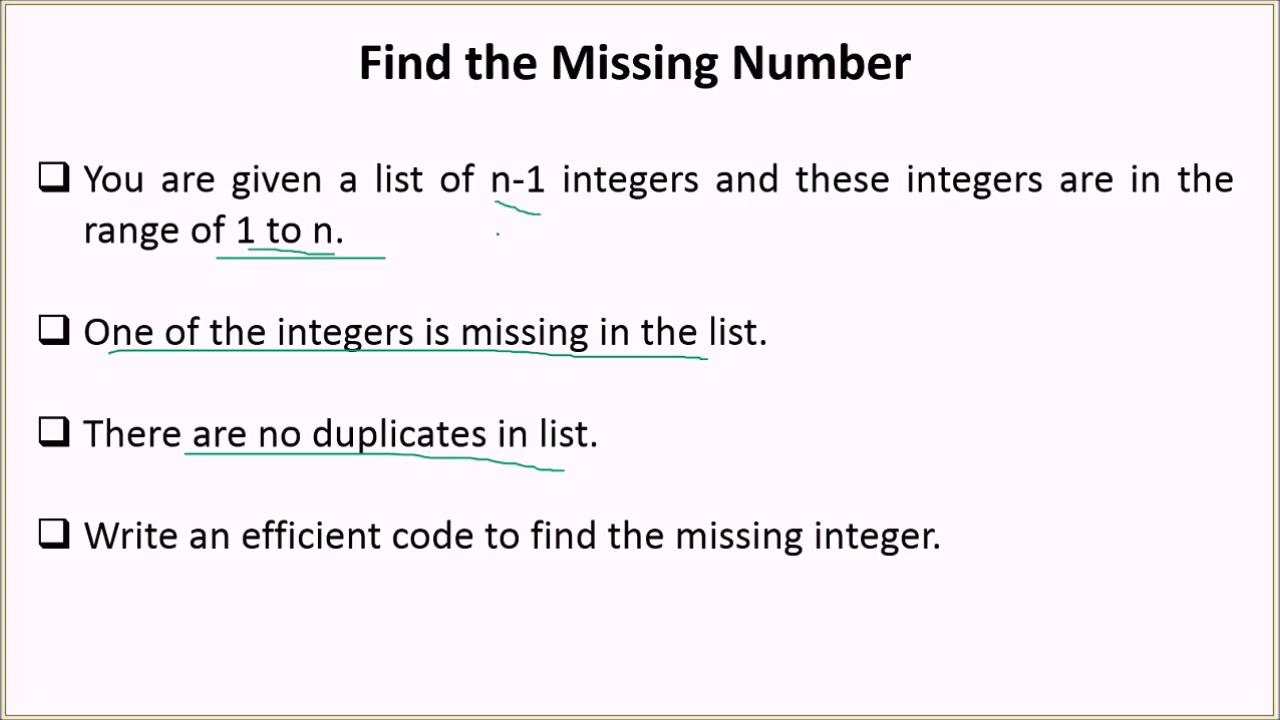 Find the Missing Number
You are given a list of n-1 integers and these integers are in the
range of 1 to n.
One of the integers is missing in the list.
There are no duplicates in list.
Write an efficient code to find the missing integer.